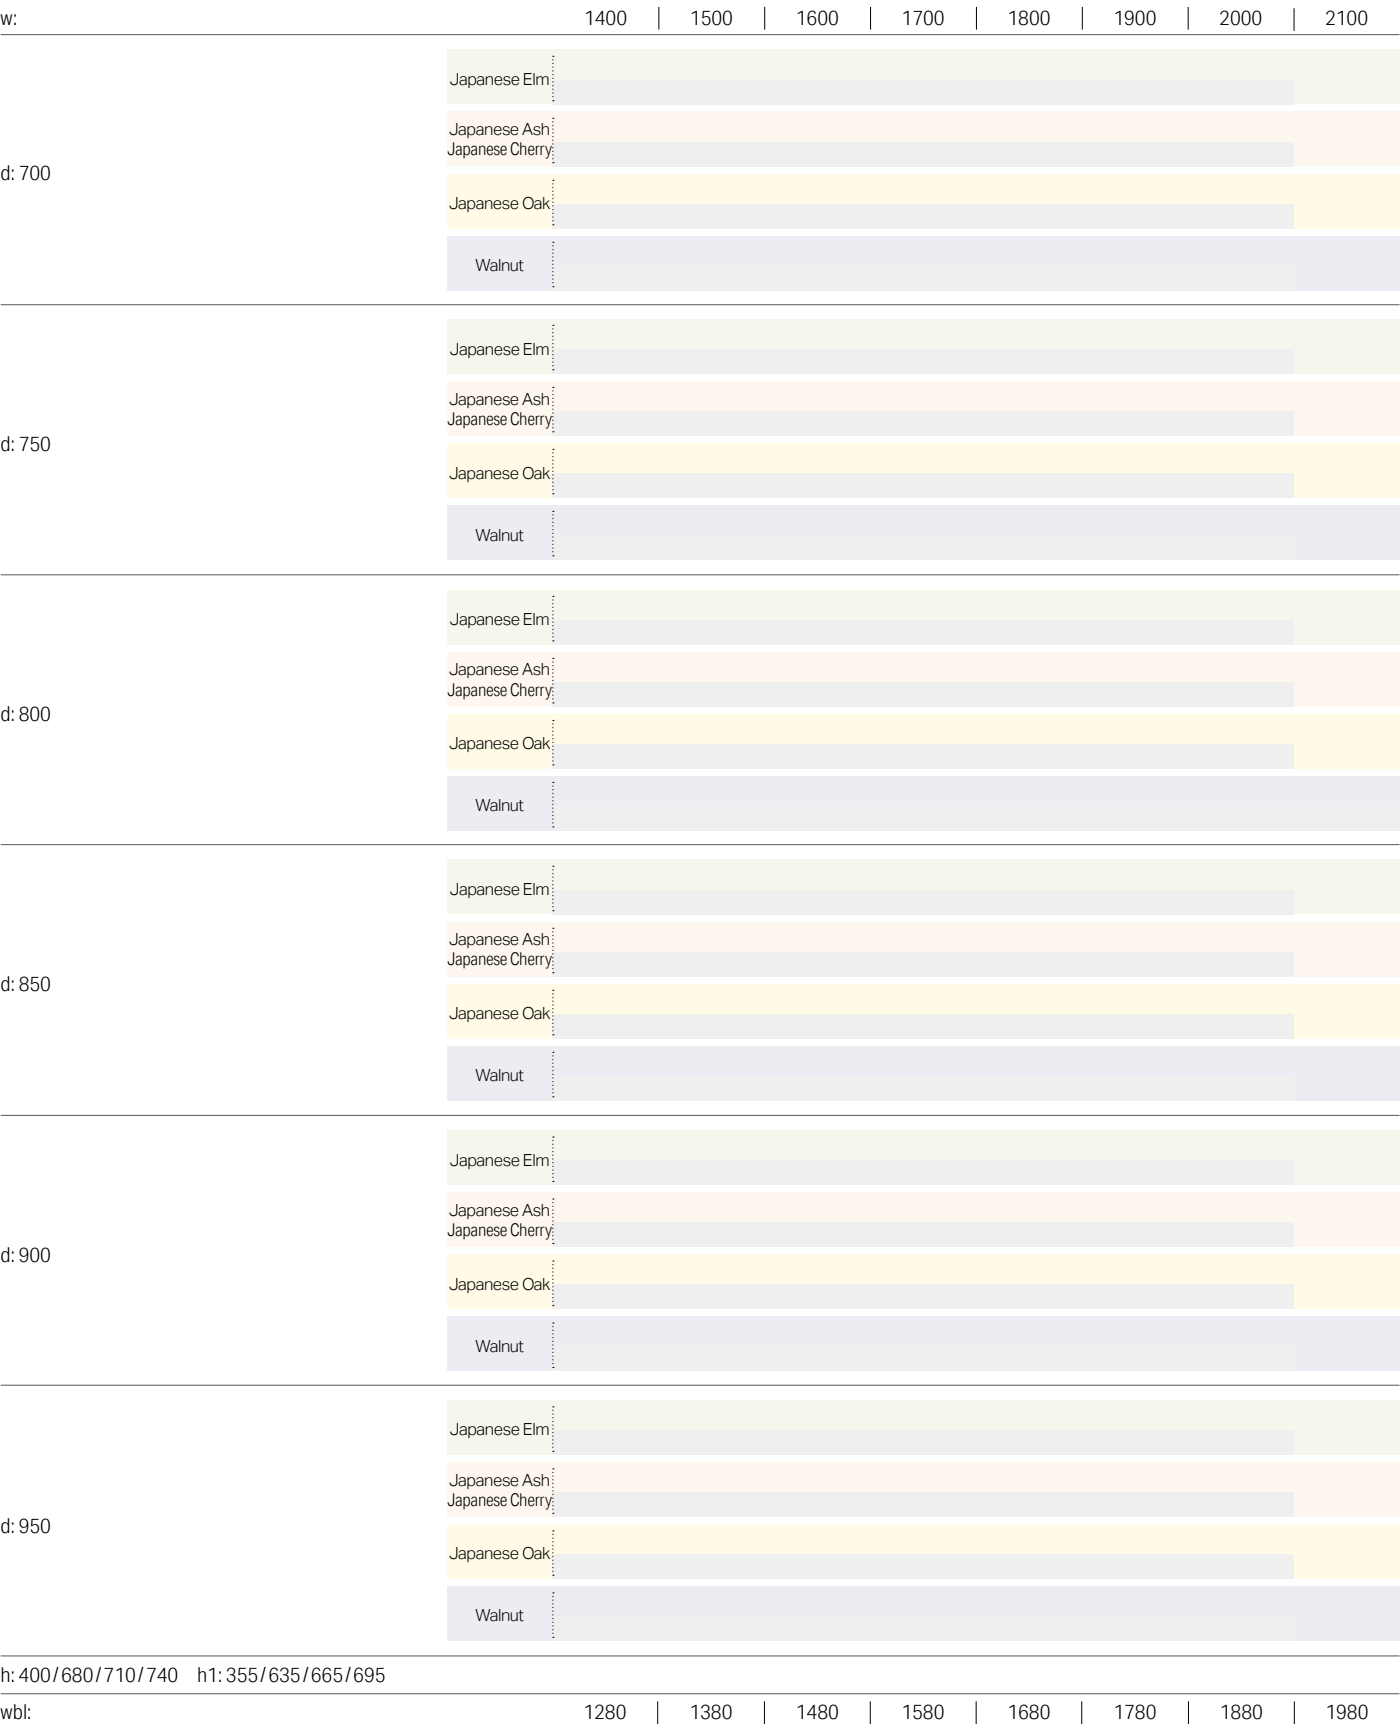 w: 1400 1500 1600 1700 1800 1900 2000 2100
Japanese Elm
Japanese Ash
Japanese Cherry
d: 700
Japanese Oak
Walnut
Japanese Elm
Japanese Ash
Japanese Cherry
d: 750
Japanese Oak
Walnut
Japanese Elm
Japanese Ash
Japanese Cherry
d: 800
Japanese Oak
Walnut
Japanese Elm
Japanese Ash
Japanese Cherry
d: 850
Japanese Oak
Walnut
Japanese Elm
Japanese Ash
Japanese Cherry
d: 900
Japanese Oak
Walnut
Japanese Elm
Japanese Ash
Japanese Cherry
d: 950
Japanese Oak
Walnut
h: 400/680/710/740 h1: 355/635/665/695
wbl: 1280 1380 1480 1580 1680 1780 1880 1980